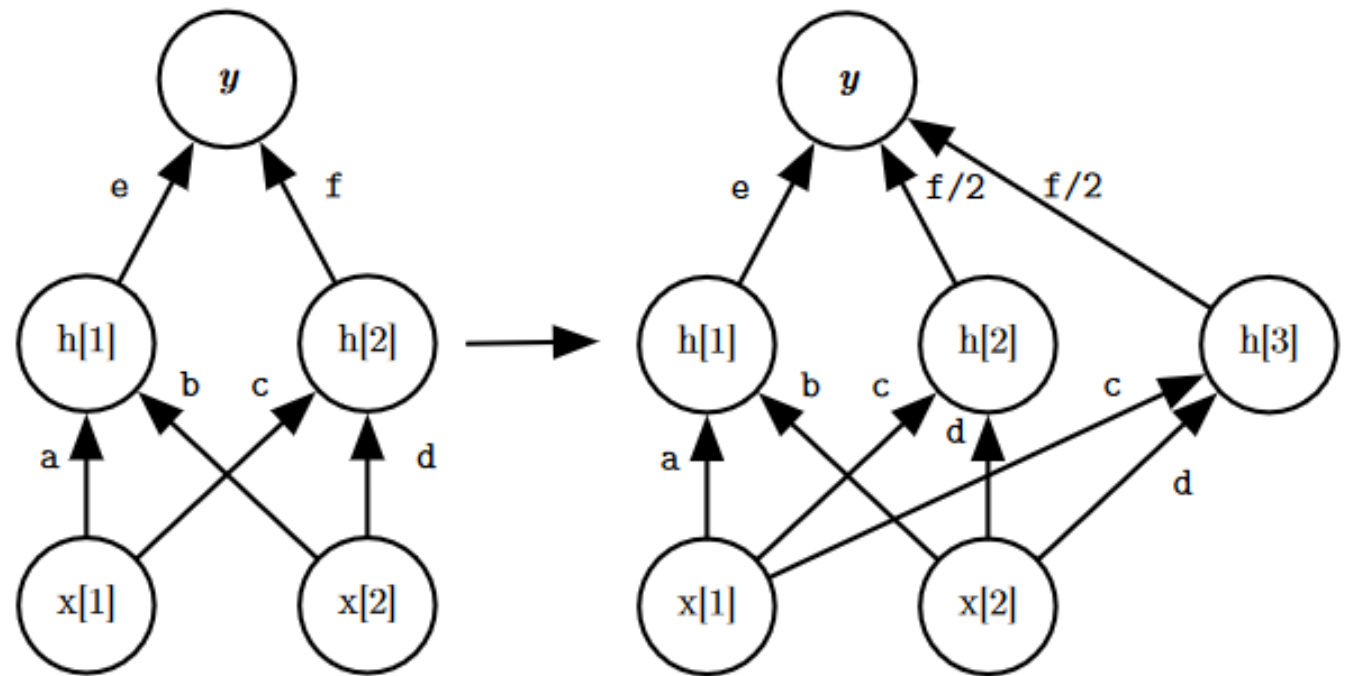 y y
e f e f/2 f/2
h[1] h[2] h[1] h[2] h[3]
b c b c c
a d a d d
x[1] x[2] x[1] x[2]